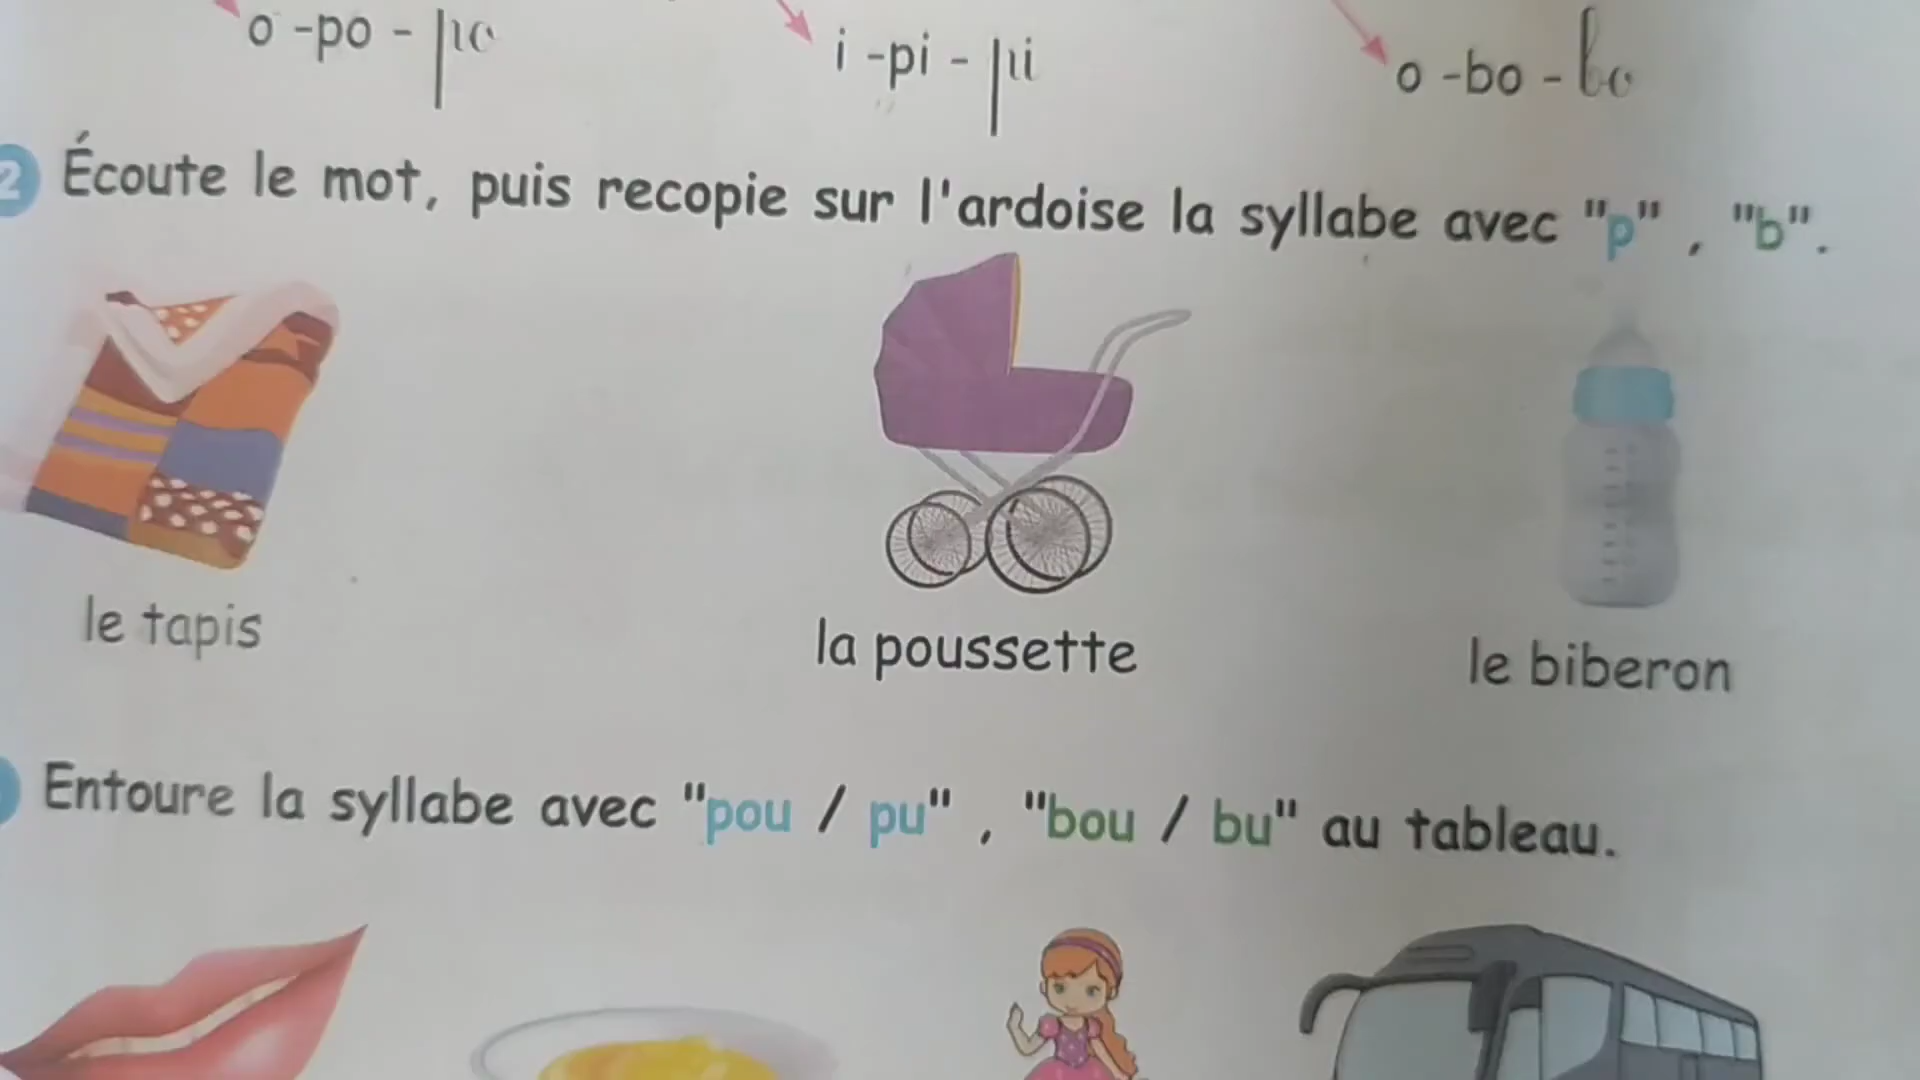 o -po - po
i -pi - pi
o -bo - bo
2 Écoute le mot, puis recopie sur l'ardoise la syllabe avec "p" , "b".
le tapis
la poussette
le biberon
Entoure la syllabe avec "pou / pu" , "bou / bu" au tableau.